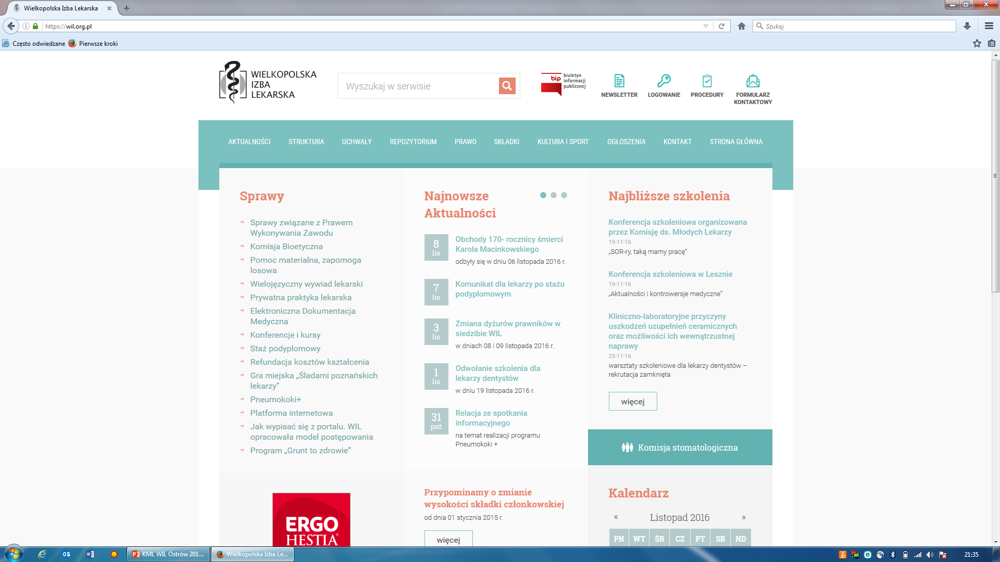 Wielkopolska Izba Lekarska
https://wil.org.pl
Szukaj
Często odwiedzane
Pierwsze kroki
WIELKOPOLSKA
IZBA
LEKARSKA
Wyszukaj w serwisie
bip
biuletyn
informacji
publicznej
NEWSLETTER
LOGOWANIE
PROCEDURY
FORMULARZ
KONTAKTOWY
AKTUALNOŚCI STRUKTURA UCHWAŁY REPOZYTORIUM PRAWO SKŁADKI KULTURA I SPORT OGŁOSZENIA KONTAKT STRONA GŁÓWNA
Sprawy
Sprawy związane z Prawem
Wykonywania Zawodu
Komisja Bioetyczna
Pomoc materialna, zapomoga
losowa
Wielojęzyczny wywiad lekarski
Prywatna praktyka lekarska
Elektroniczna Dokumentacja
Medyczna
Konferencje i kursy
Staż podyplomowy
Refundacja kosztów kształcenia
Gra miejska „Śladami poznańskich
lekarzy”
Pneumokoki+
Platforma internetowa
Jak wypisać się z portalu. WIL
opracowała model postępowania
Program „Grunt to zdrowie”
ERGO
HESTIA®
Najnowsze
Aktualności
8
lis
Obchody 170- rocznicy śmierci
Karola Macinkowskiego
odbyły się w dniu 06 listopada 2016 r.
7
lis
Komunikat dla lekarzy po stażu
podyplomowym
3
lis
Zmiana dyżurów prawników w
siedzibie WIL
w dniach 08 i 09 listopada 2016 r.
1
lis
Odwołanie szkolenia dla
lekarzy dentystów
w dniu 19 listopada 2016 r.
31
paź
Relacja ze spotkania
informacyjnego
na temat realizacji programu
Pneumokoki +
Przypominamy o zmianie
wysokości składki członkowskiej
od dnia 01 stycznia 2015 r.
więcej
Najbliższe szkolenia
Konferencja szkoleniowa organizowana
przez Komisję ds. Młodych Lekarzy
19-11-16
„SOR-ry, taką mamy pracę”
Konferencja szkoleniowa w Lesznie
19-11-16
„Aktualności i kontrowersje medyczne”
Kliniczno-laboratoryjne przyczyny
uszkodzeń uzupełnień ceramicznych
oraz możliwości ich wewnątrzustnej
naprawy
25-11-16
warsztaty szkoleniowe dla lekarzy dentystów –
rekrutacja zamknięta
więcej
Komisja stomatologiczna
Kalendarz
« Listopad 2016 »
PN WT ŚR CZ PT SB ND
KML WIL Ostrów 201...
Wielkopolska Izba Le...
21:35